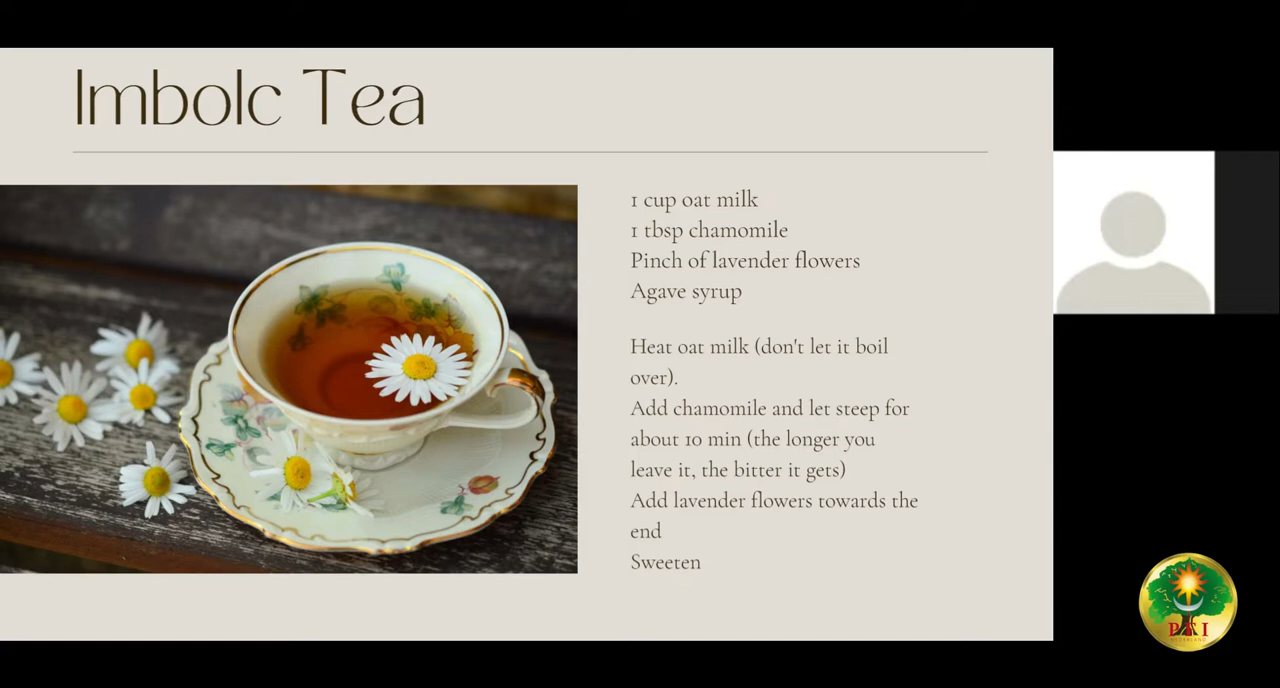 Imbolc Tea
1 cup oat milk
1 tbsp chamomile
Pinch of lavender flowers
Agave syrup
Heat oat milk (don't let it boil
over).
Add chamomile and let steep for
about 10 min (the longer you
leave it, the bitter it gets)
Add lavender flowers towards the
end
Sweeten